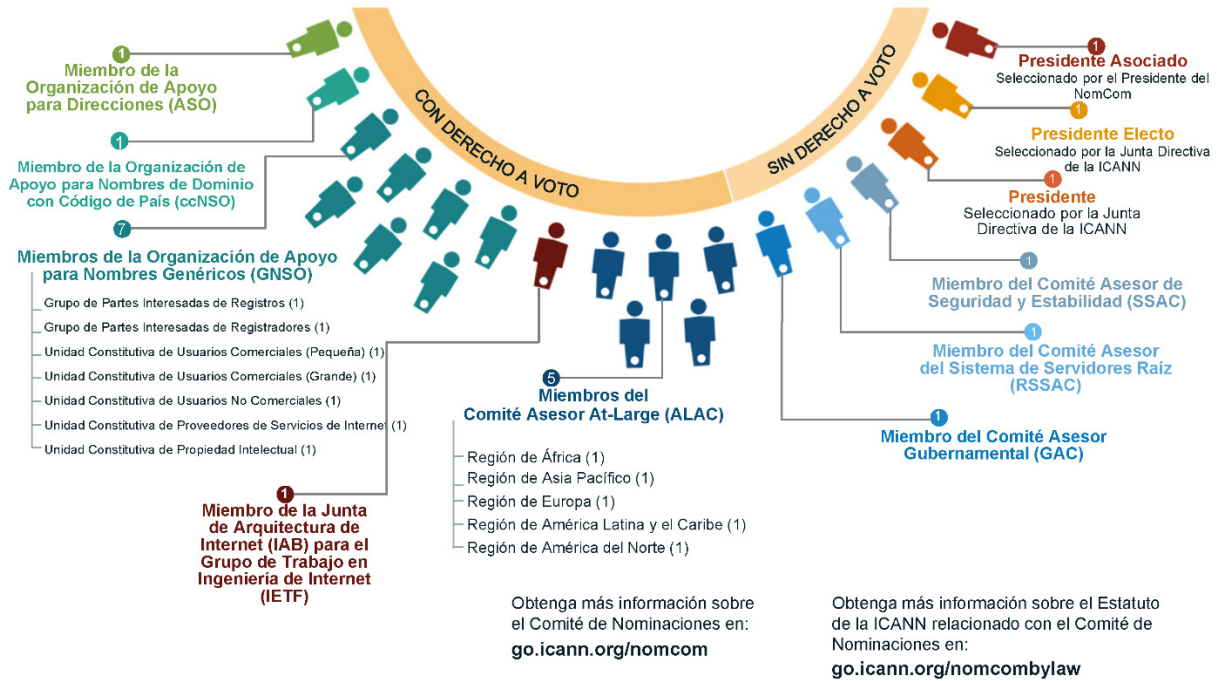 1
Miembro de la
Organización de Apoyo
para Direcciones (ASO)
1
Miembro de la Organización de
Apoyo para Nombres de Dominio
con Código de País (ccNSO)
7
Miembros de la Organización de Apoyo
para Nombres Genéricos (GNSO)
Grupo de Partes Interesadas de Registros (1)
Grupo de Partes Interesadas de Registradores (1)
Unidad Constitutiva de Usuarios Comerciales (Pequeña) (1)
Unidad Constitutiva de Usuarios Comerciales (Grande) (1)
Unidad Constitutiva de Usuarios No Comerciales (1)
Unidad Constitutiva de Proveedores de Servicios de Internet (1)
Unidad Constitutiva de Propiedad Intelectual (1)
1
Miembro de la Junta
de Arquitectura de
Internet (IAB) para el
Grupo de Trabajo en
Ingeniería de Internet
(IETF)
CON DERECHO A VOTO
5
Miembros del
Comité Asesor At-Large (ALAC)
Región de África (1)
Región de Asia Pacífico (1)
Región de Europa (1)
Región de América Latina y el Caribe (1)
Región de América del Norte (1)
SIN DERECHO A VOTO
1
Presidente Asociado
Seleccionado por el Presidente del
NomCom
1
Presidente Electo
Seleccionado por la Junta Directiva
de la ICANN
1
Presidente
Seleccionado por la Junta
Directiva de la ICANN
1
Miembro del Comité Asesor de
Seguridad y Estabilidad (SSAC)
1
Miembro del Comité Asesor
del Sistema de Servidores Raíz
(RSSAC)
1
Miembro del Comité Asesor
Gubernamental (GAC)
Obtenga más información sobre
el Comité de Nominaciones en:
go.icann.org/nomcom
Obtenga más información sobre el Estatuto
de la ICANN relacionado con el Comité de
Nominaciones en:
go.icann.org/nomcombylaw